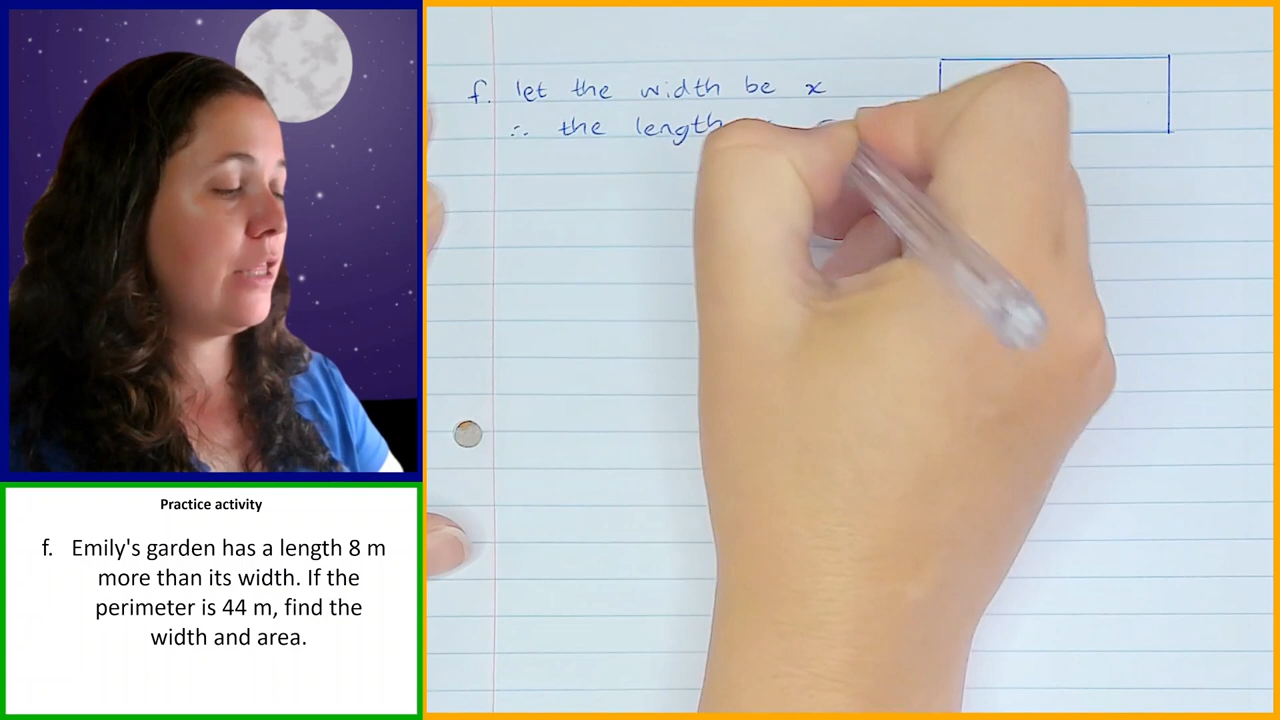 f. let the width be x
∴ the length
Practice activity
f. Emily's garden has a length 8 m
more than its width. If the
perimeter is 44 m, find the
width and area.